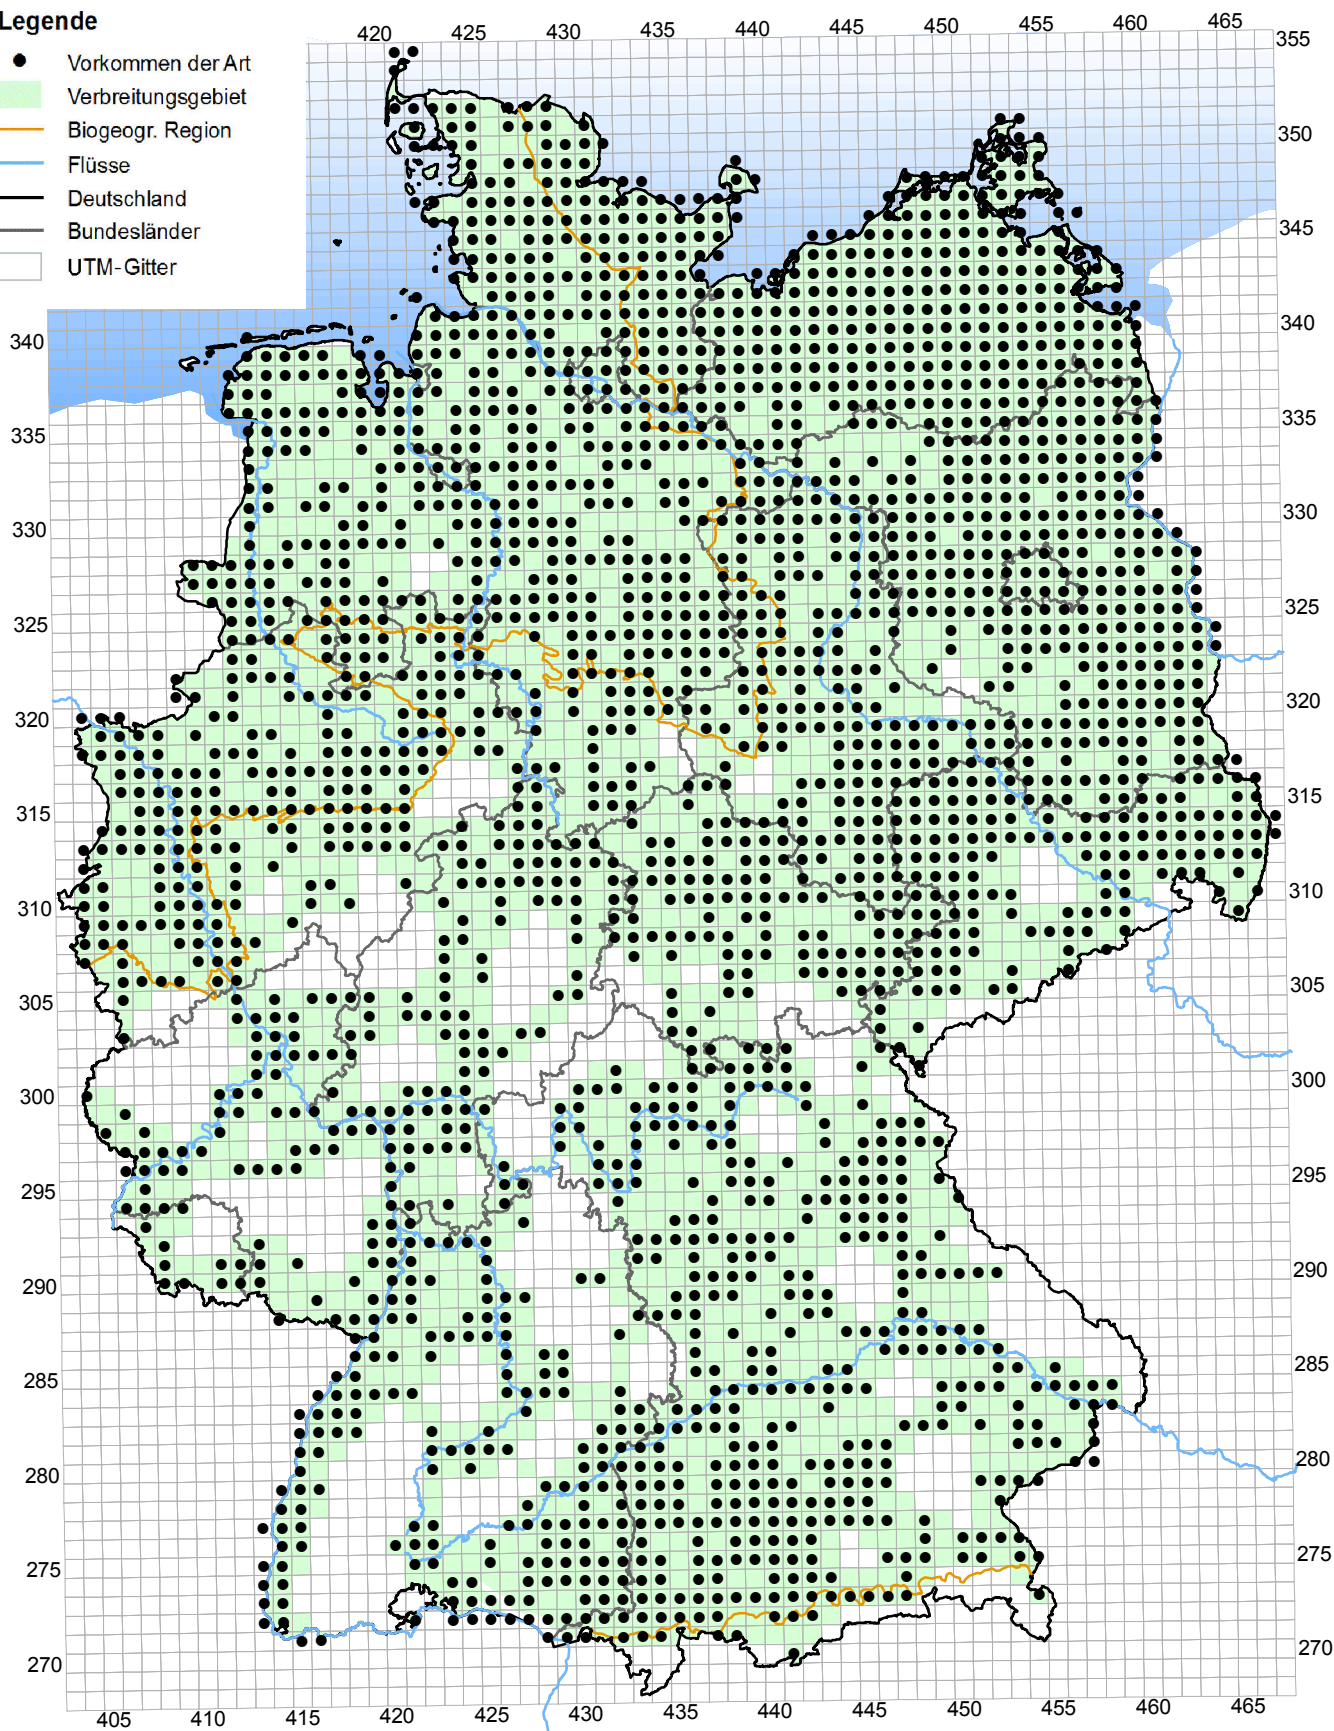 Legende
Vorkommen der Art
Verbreitungsgebiet
Biogeogr. Region
Flüsse
Deutschland
Bundesländer
UTM-Gitter
420 425 430 435 440 445 450 455 460 465
355
350
345
340 340
335 335
330 330
325 325
320 320
315 315
310 310
305 305
300 300
295 295
290 290
285 285
280 280
275 275
270 270
405 410 415 420 425 430 435 440 445 450 455 460 465